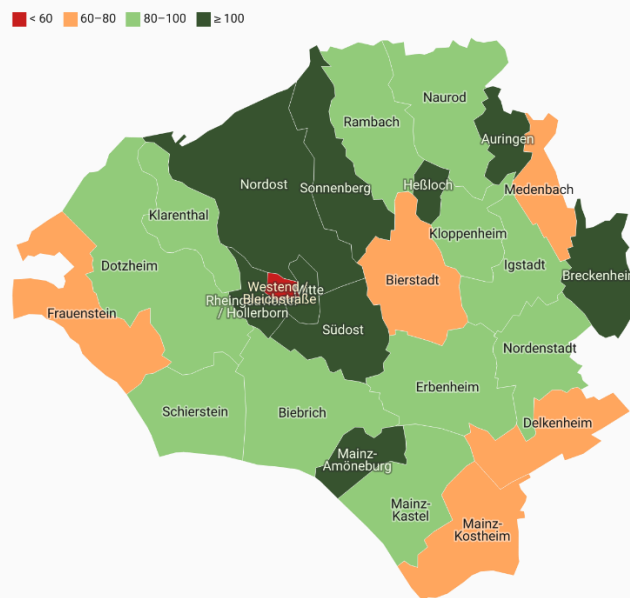 < 60 60–80 80–100 ≥ 100
Naurod
Rambach
Auringen
Nordost
Sonnenberg
Heßloch
Medenbach
Klarenthal
Kloppenheim
Dotzheim
Igstadt
Breckenheim
Bierstadt
Westend /
Bleichstraße
Mitte
Rheingauviertel
/ Hollerborn
Frauenstein
Südost
Nordenstadt
Erbenheim
Schierstein
Biebrich
Delkenheim
Mainz-
Amöneburg
Mainz-
Kastel
Mainz-
Kostheim